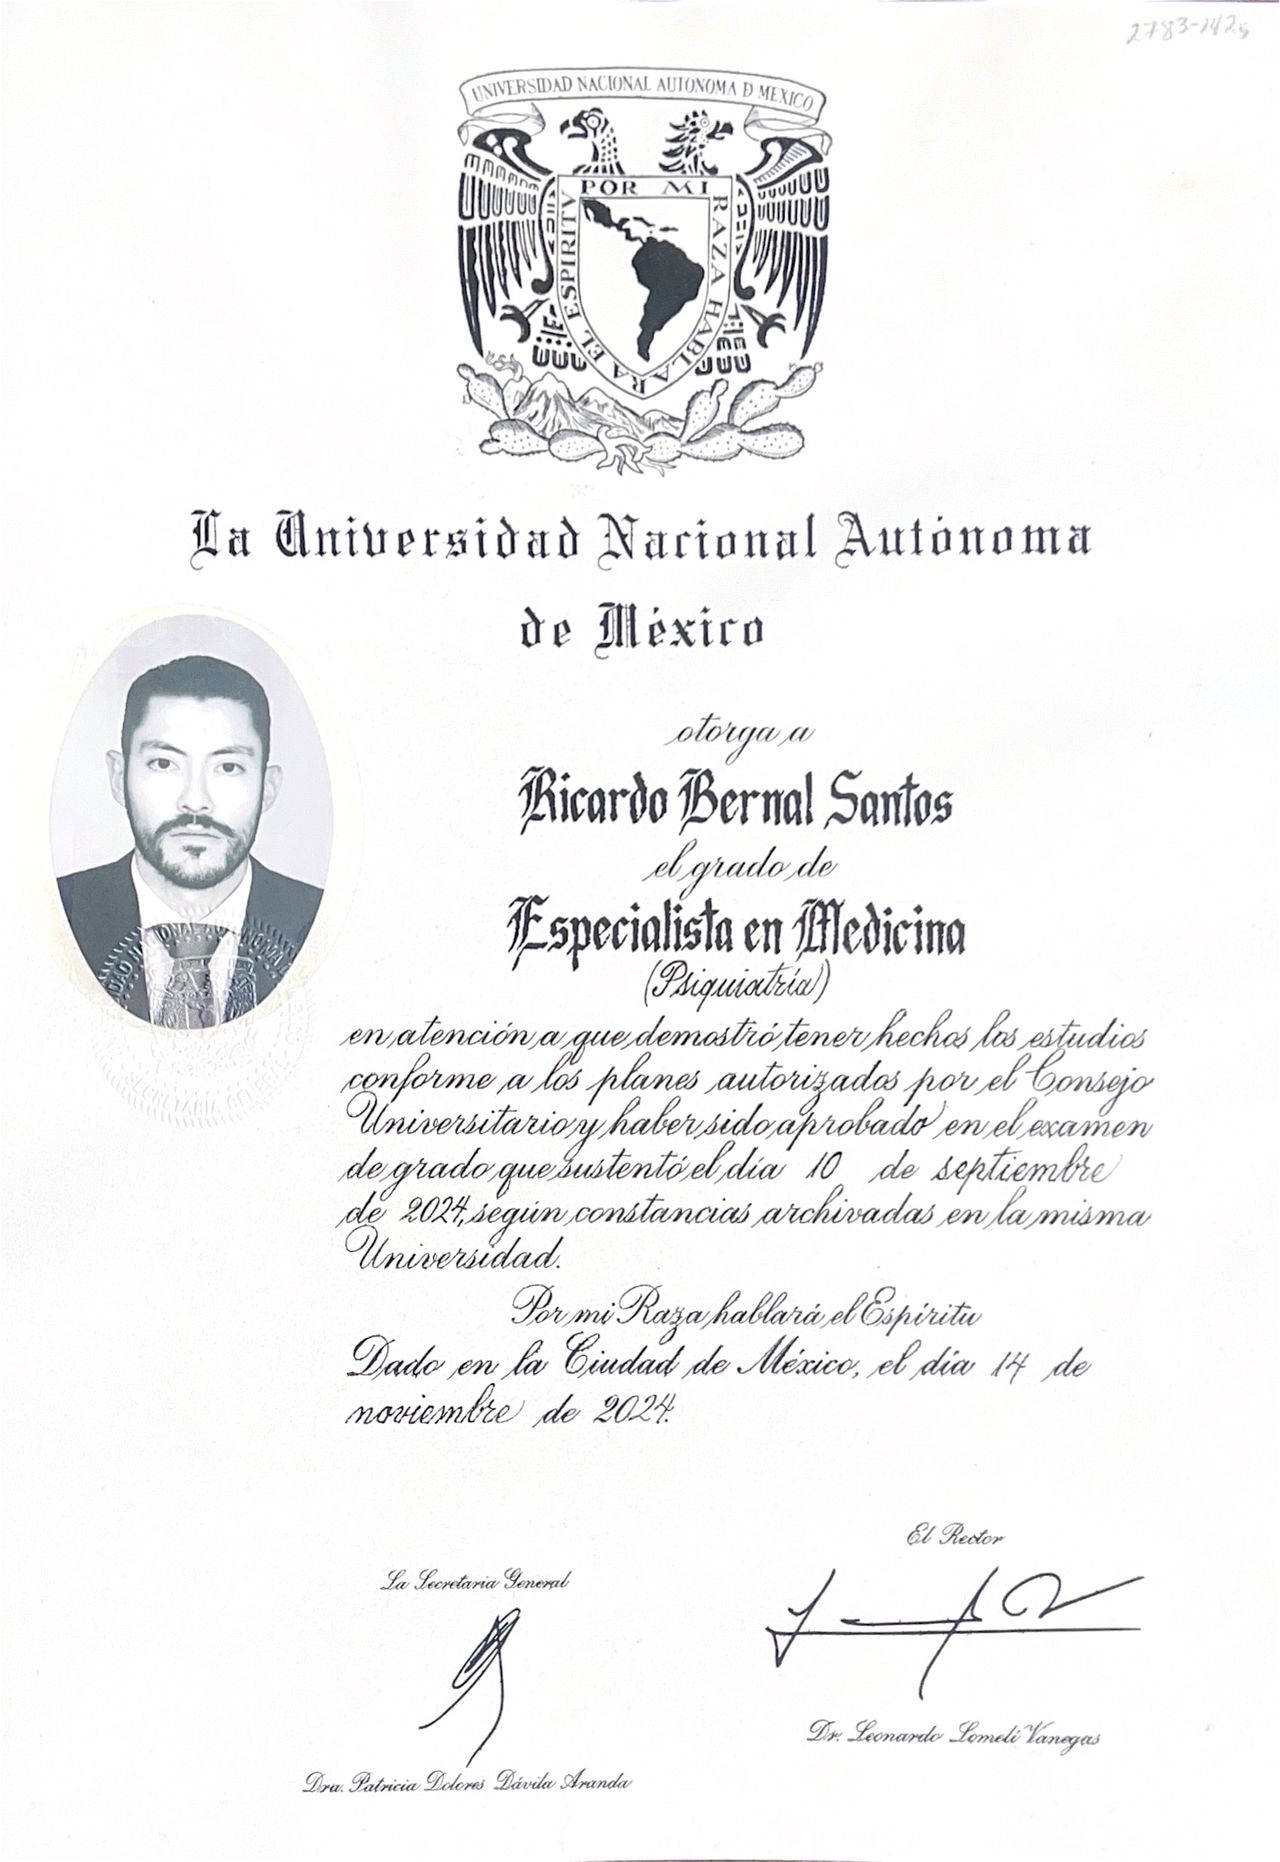 2783-142
UNIVERSIDAD NACIONAL AUTONOMA D MEXICO
POR MI RAZA HABLARA EL ESPIRITU
La Universidad Nacional Autónoma
de México
otorga a
Ricardo Bernal Santos
el grado de
Especialista en Medicina
(Psiquiatría)
en atención a que demostró tener hechos los estudios
conforme a los planes autorizados por el Consejo
Universitario y haber sido aprobado en el examen
de grado que sustentó el día 10 de septiembre
de 2024, según constancias archivadas en la misma
Universidad.
Por mi Raza hablará el Espíritu
Dado en la Ciudad de México, el día 14 de
noviembre de 2024.
El Rector
La Secretaria General
Dr. Leonardo Lomelí Vanegas
Dra. Patricia Dolores Dávila Aranda